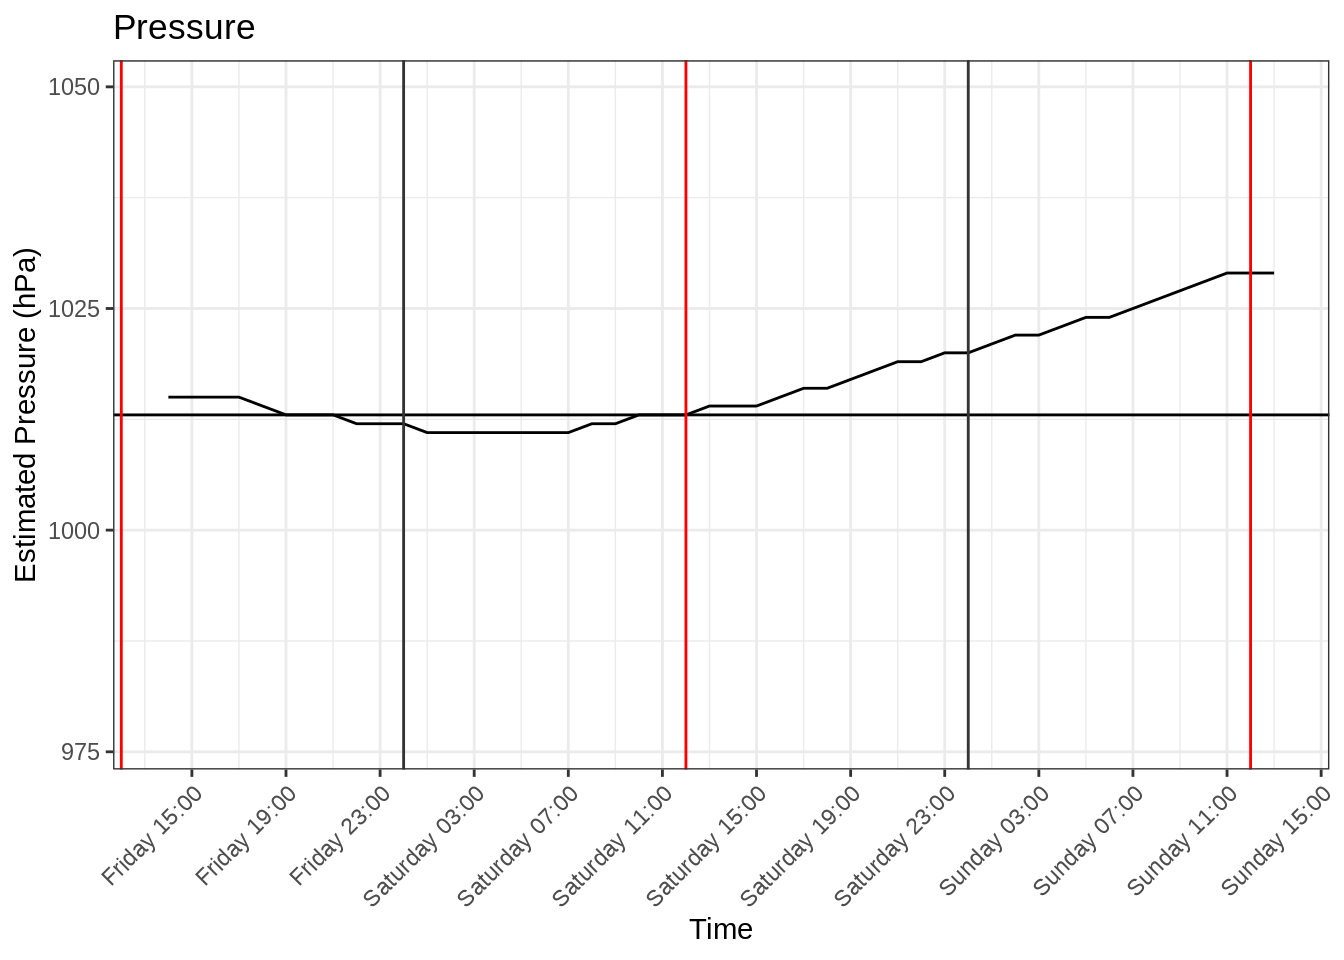 Pressure
Estimated Pressure (hPa)
1050
1025
1000
975
Friday 15:00
Friday 19:00
Friday 23:00
Saturday 03:00
Saturday 07:00
Saturday 11:00
Saturday 15:00
Saturday 19:00
Saturday 23:00
Sunday 03:00
Sunday 07:00
Sunday 11:00
Sunday 15:00
Time